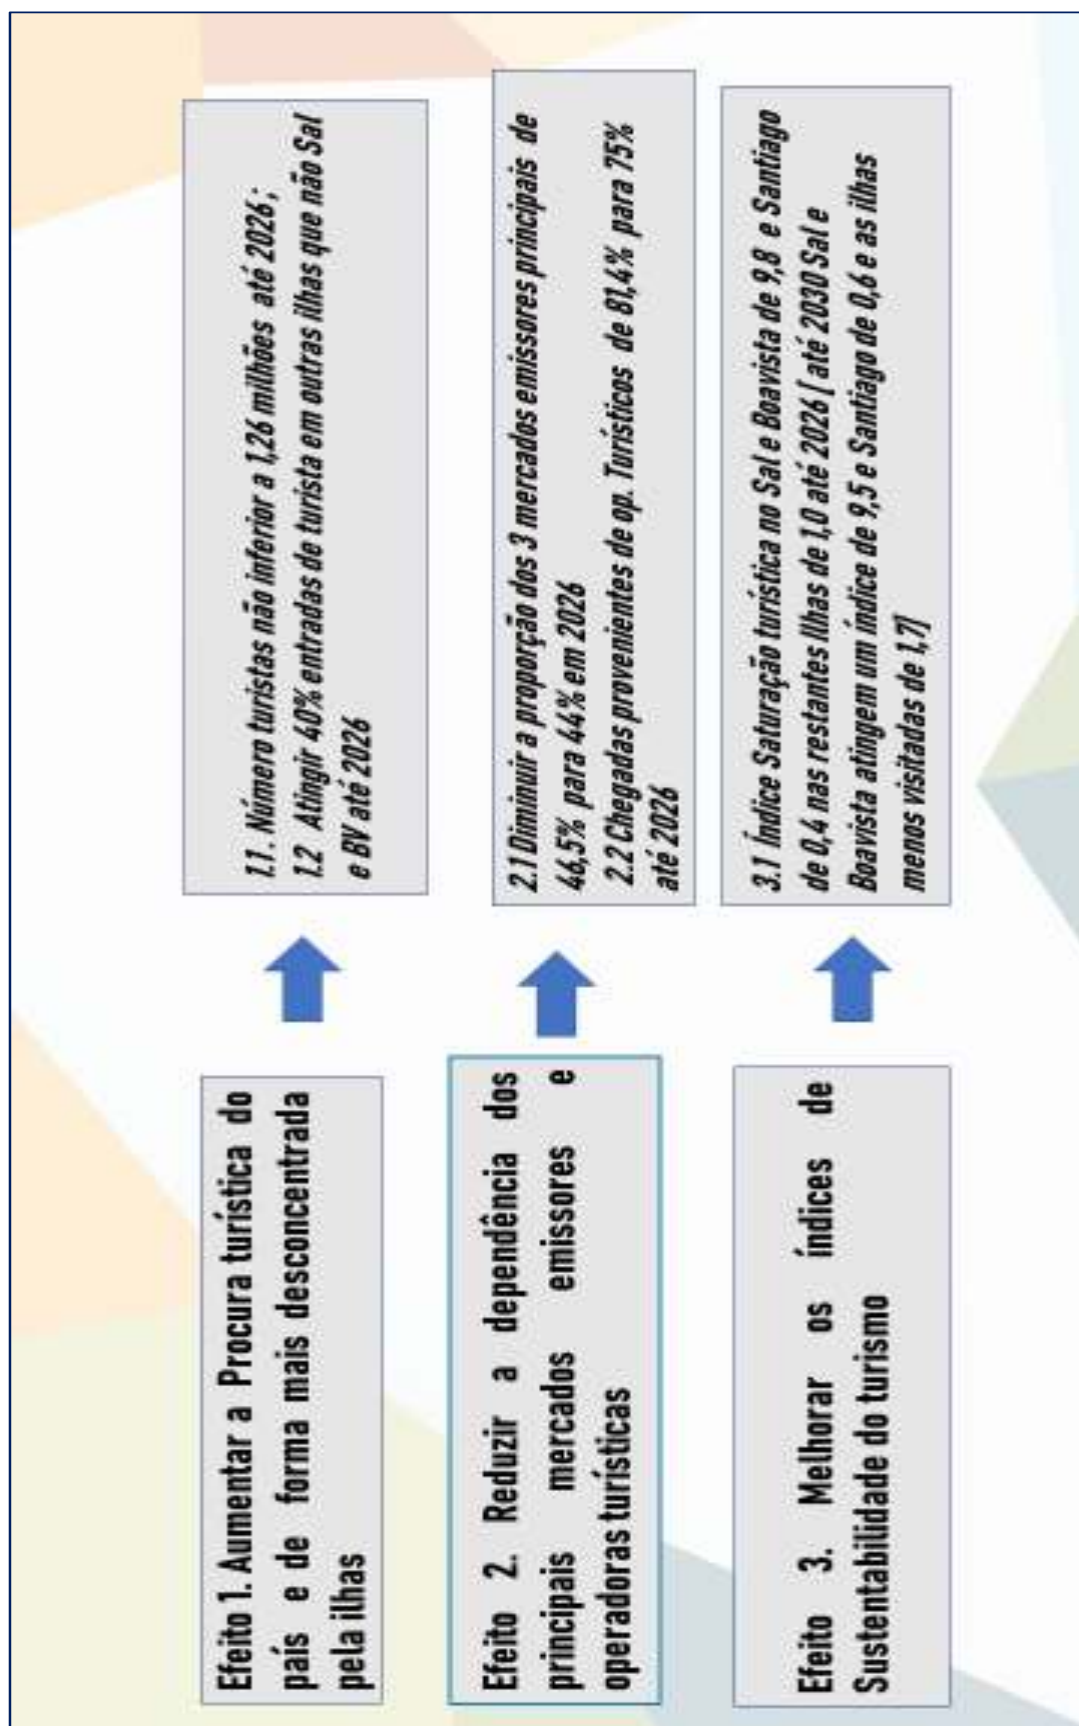 Efeito 1. Aumentar a Procura turística do
país e de forma mais desconcentrada
pela ilhas
1.1. Número turistas não inferior a 1,26 milhões até 2026;
1.2 Atingir 40% entradas de turista em outras ilhas que não Sal
e BV até 2026
Efeito 2. Reduzir a dependência dos
principais mercados emissores e
operadoras turísticas
2.1 Diminuir a proporção dos 3 mercados emissores principais de
46,5% para 44% em 2026
2.2 Chegadas provenientes de op. Turísticos de 81,4% para 75%
até 2026
Efeito 3. Melhorar os índices de
Sustentabilidade do turismo
3.1 Índice Saturação turística no Sal e Boavista de 9,8 e Santiago
de 0,4 nas restantes Ilhas de 1,0 até 2026 [ até 2030 Sal e
Boavista atingem um índice de 9,5 e Santiago de 0,6 e as ilhas
menos visitadas de 1,7]